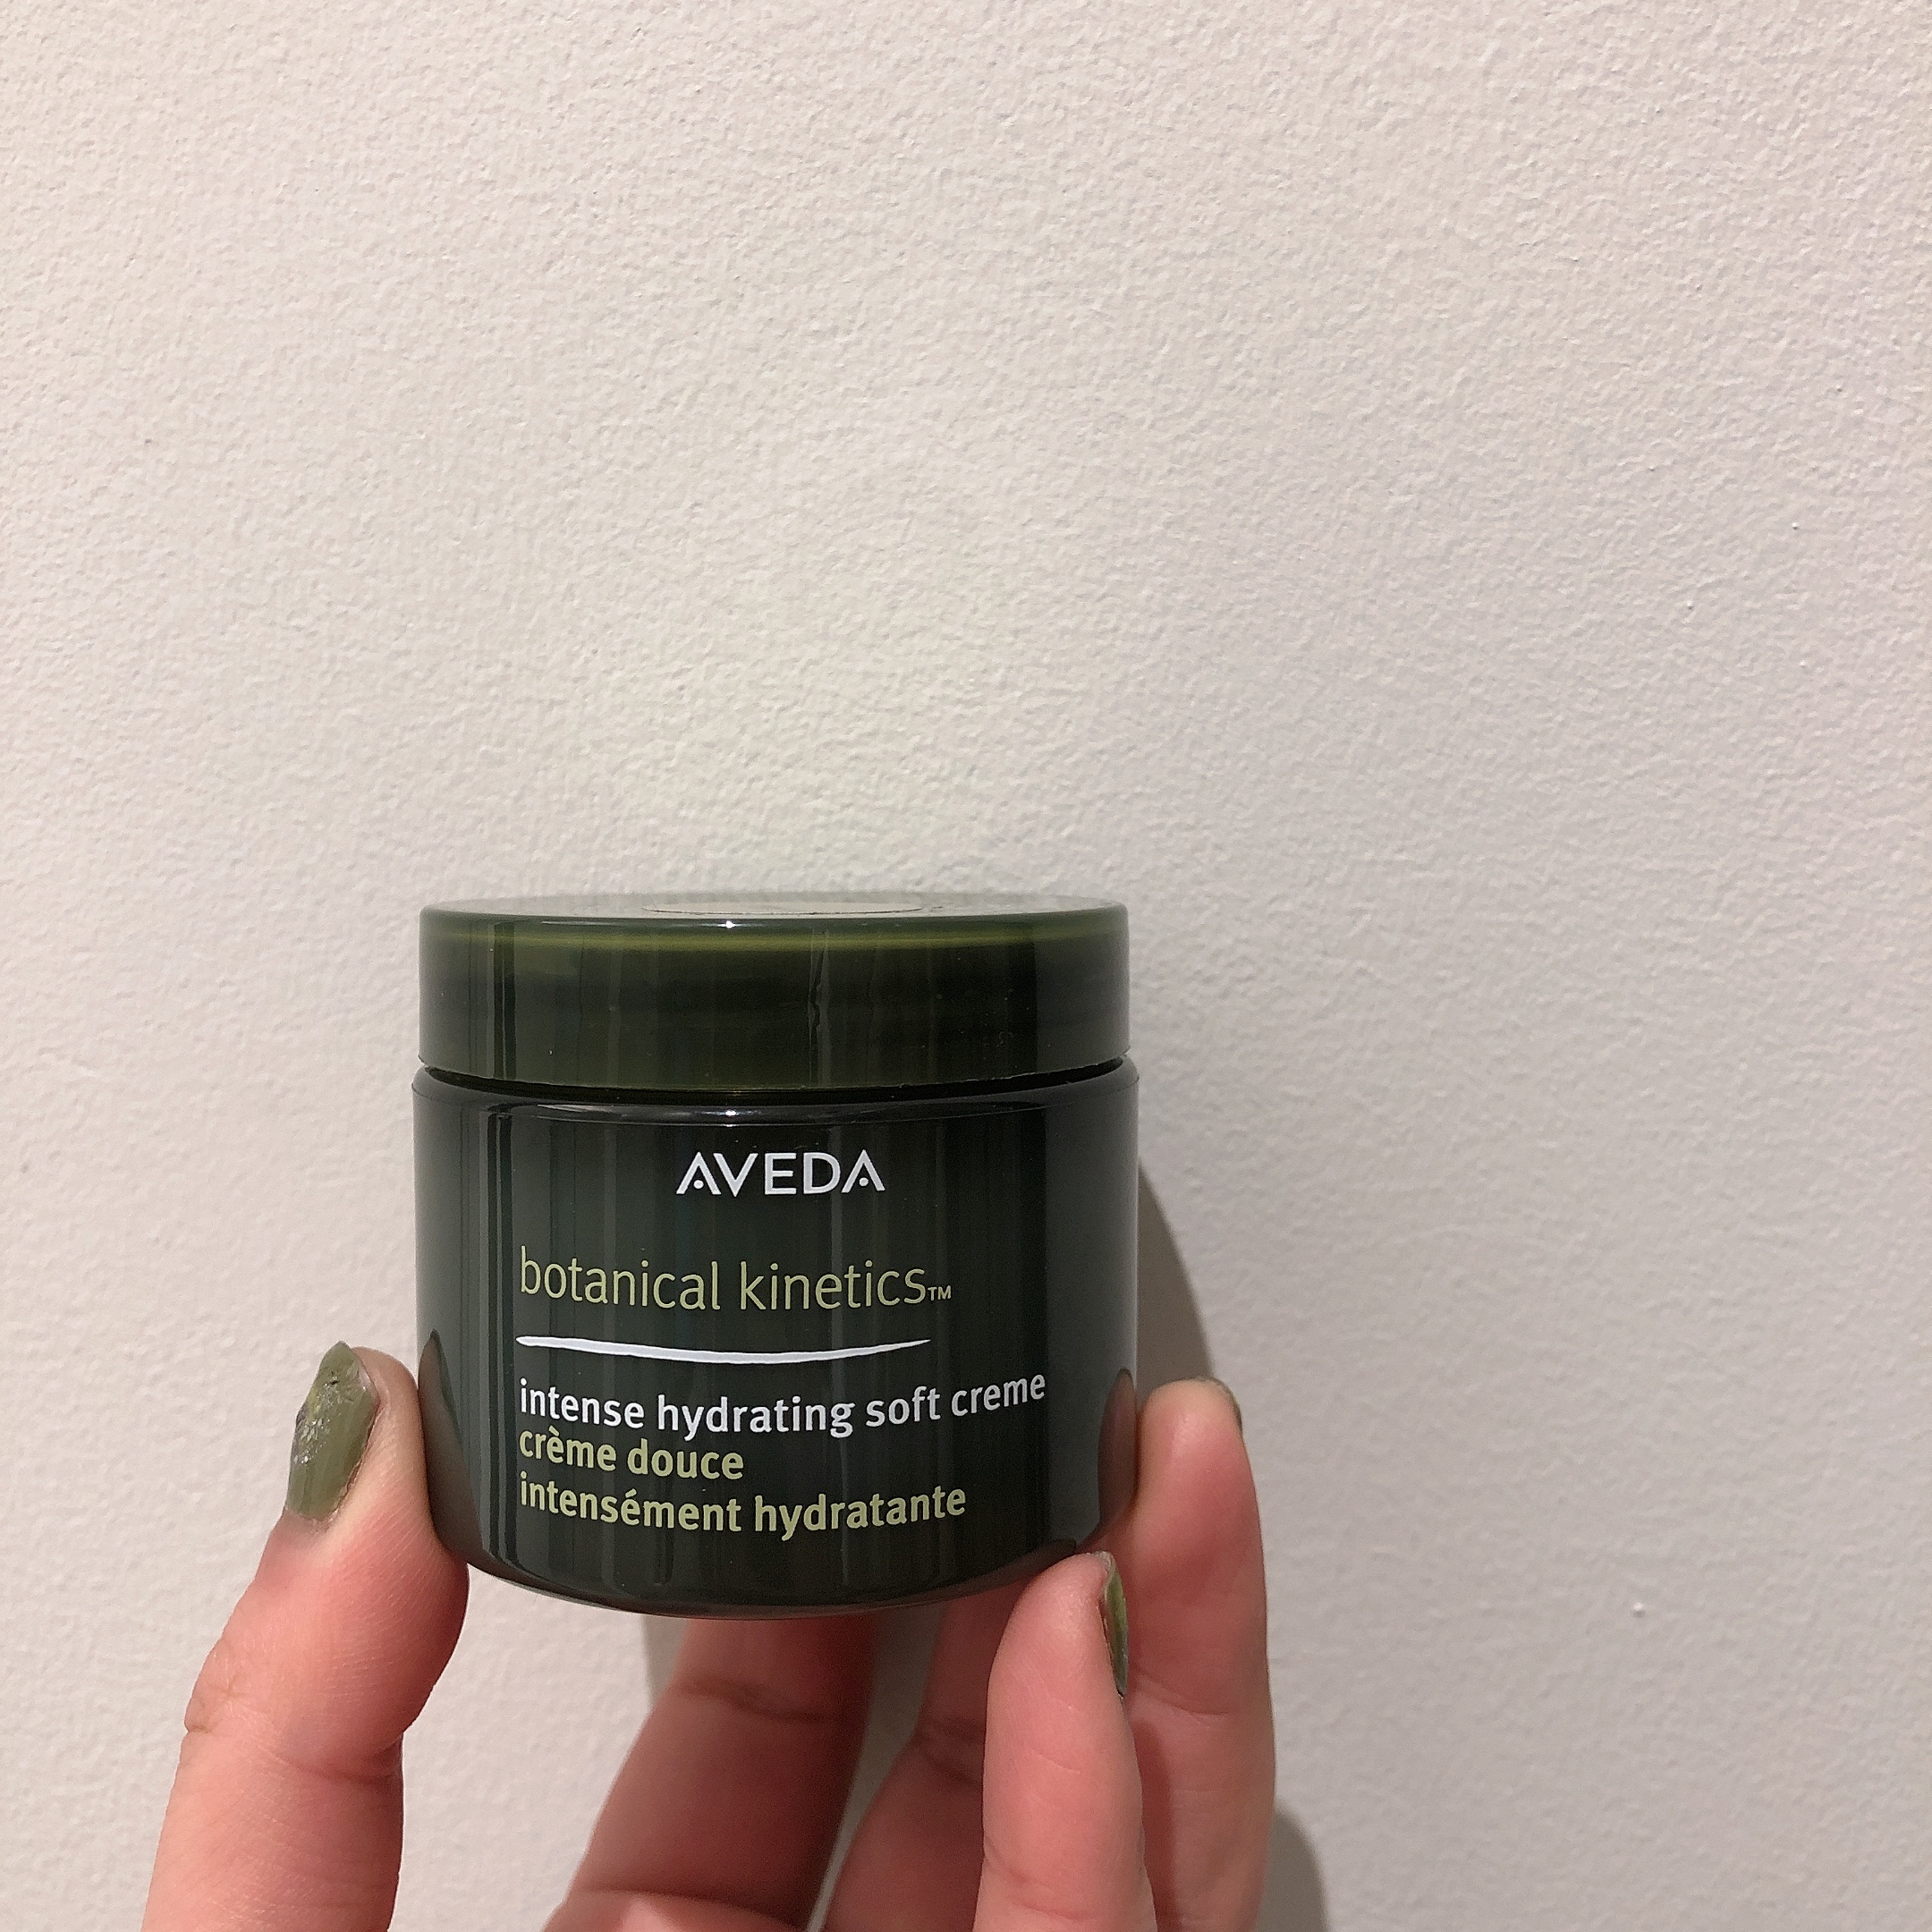 AVEDA
botanical kinetics™
intense hydrating soft creme
crème douce
intensément hydratante